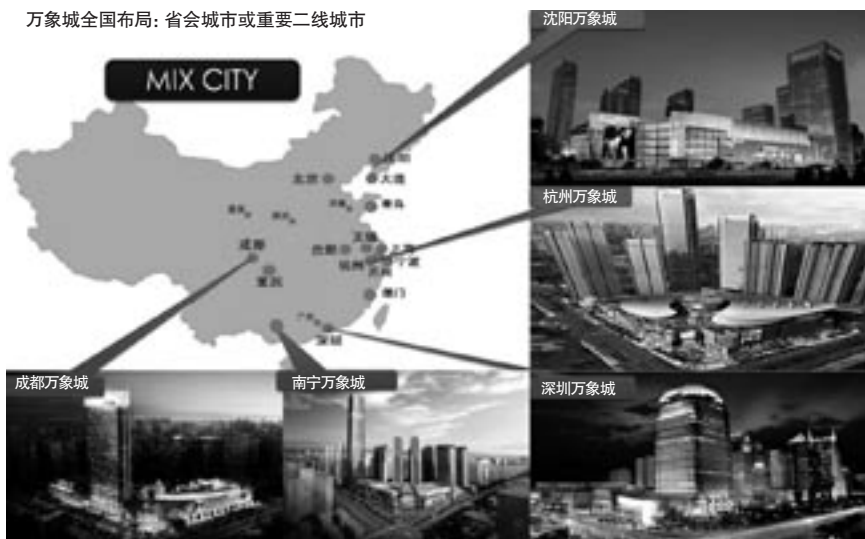 万象城全国布局: 省会城市或重要二线城市
MIX CITY
沈阳万象城
沈阳
北京
大连
青岛
杭州万象城
成都
重庆
合肥
无锡
上海
杭州
宁波
厦门
深圳
成都万象城
南宁万象城
深圳万象城